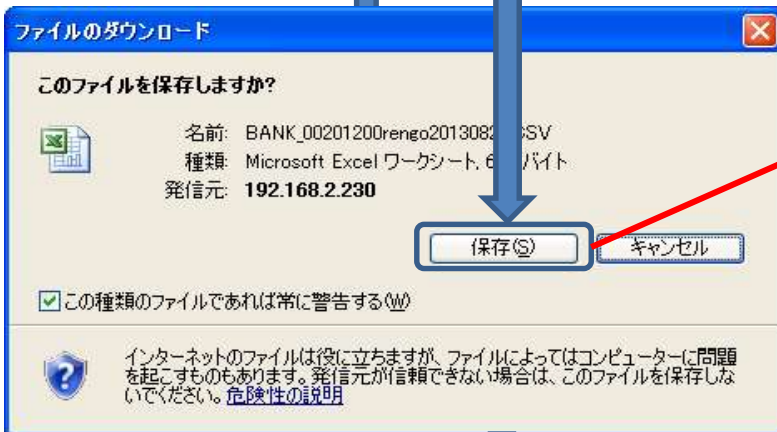 ファイルのダウンロード
このファイルを保存しますか?
名前: BANK_00201200rengo2013082 SV
種類: Microsoft Excel ワークシート, 6 バイト
発信元: 192.168.2.230
保存(S)
キャンセル
この種類のファイルであれば常に警告する(W)
インターネットのファイルは役に立ちますが、ファイルによってはコンピューターに問題
を起こすものもあります。発信元が信頼できない場合は、このファイルを保存しな
いでください。危険性の説明